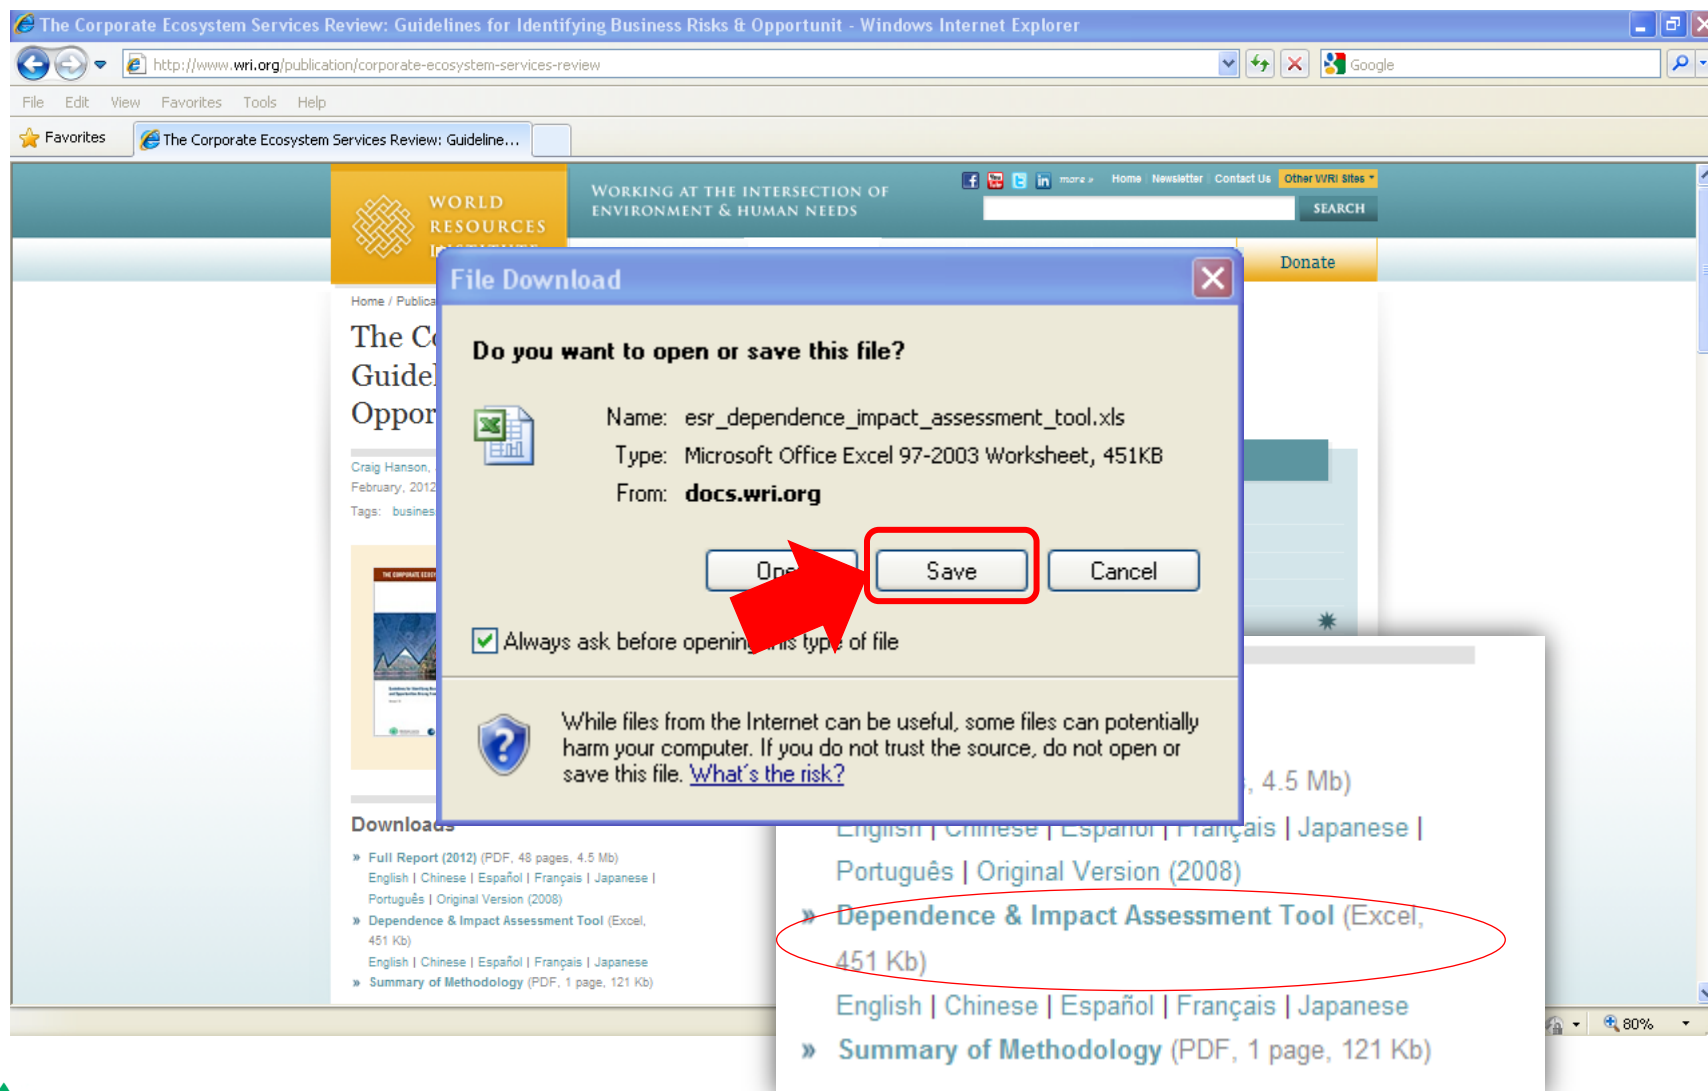 The Corporate Ecosystem Services Review: Guidelines for Identifying Business Risks & Opportunit - Windows Internet Explorer
http://www.wri.org/publication/corporate-ecosystem-services-review
Google
File Edit View Favorites Tools Help
Favorites
The Corporate Ecosystem Services Review: Guideline...
WORLD
RESOURCES
WORKING AT THE INTERSECTION OF
ENVIRONMENT & HUMAN NEEDS
more » Home Newsletter Contact Us Other WRI Sites
SEARCH
Donate
Home / Publica
The Co
Guidel
Oppor
Craig Hanson,
February, 2012
Tags: busines
File Download
Do you want to open or save this file?
Name: esr_dependence_impact_assessment_tool.xls
Type: Microsoft Office Excel 97-2003 Worksheet, 451KB
From: docs.wri.org
Ope Save Cancel
Always ask before opening this type of file
While files from the Internet can be useful, some files can potentially
harm your computer. If you do not trust the source, do not open or
save this file. What's the risk?
Downloads
» Full Report (2012) (PDF, 48 pages, 4.5 Mb)
English | Chinese | Español | Français | Japanese |
Português | Original Version (2008)
» Dependence & Impact Assessment Tool (Excel,
451 Kb)
English | Chinese | Español | Français | Japanese
» Summary of Methodology (PDF, 1 page, 121 Kb)
, 4.5 Mb)
English | Chinese | Español | Français | Japanese |
Português | Original Version (2008)
» Dependence & Impact Assessment Tool (Excel,
451 Kb)
English | Chinese | Español | Français | Japanese
» Summary of Methodology (PDF, 1 page, 121 Kb)
80%